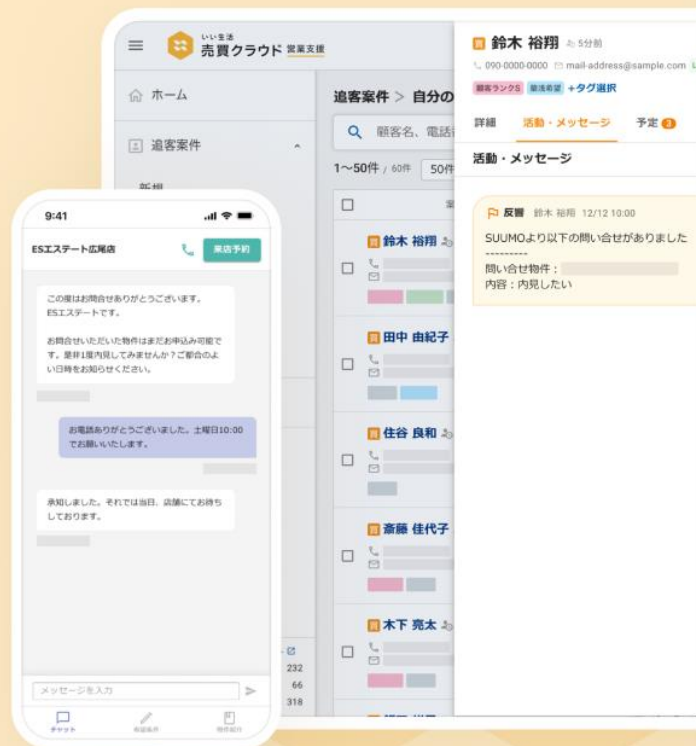 いい生活
売買クラウド 営業支援
ホーム
追客案件
新規
追客案件 > 自分の
顧客名、電話
1〜50件 / 60件 50件
鈴木 裕翔
田中 由紀子
住谷 良和
斎藤 佳代子
木下 亮太
232
66
318
鈴木 裕翔 5分前
090-0000-0000 mail-address@sample.com
顧客ランクS 築浅希望 +タグ選択
詳細 活動・メッセージ 予定 3
活動・メッセージ
反響 鈴木 裕翔 12/12 10:00
SUUMOより以下の問い合せがありました
---------
問い合せ物件：
内容：内見したい
9:41
ESエステート広尾店 来店予約
この度はお問合せありがとうございます。
ESエステートです。
お問合せいただいた物件はまだお申込み可能で
す。是非1度内見してみませんか？ご都合のよ
い日時をお知らせください。
お電話ありがとうございました。土曜日10:00
でお願いいたします。
承知しました。それでは当日、店舗にてお待ち
しております。
メッセージを入力
チャット 希望条件 物件紹介